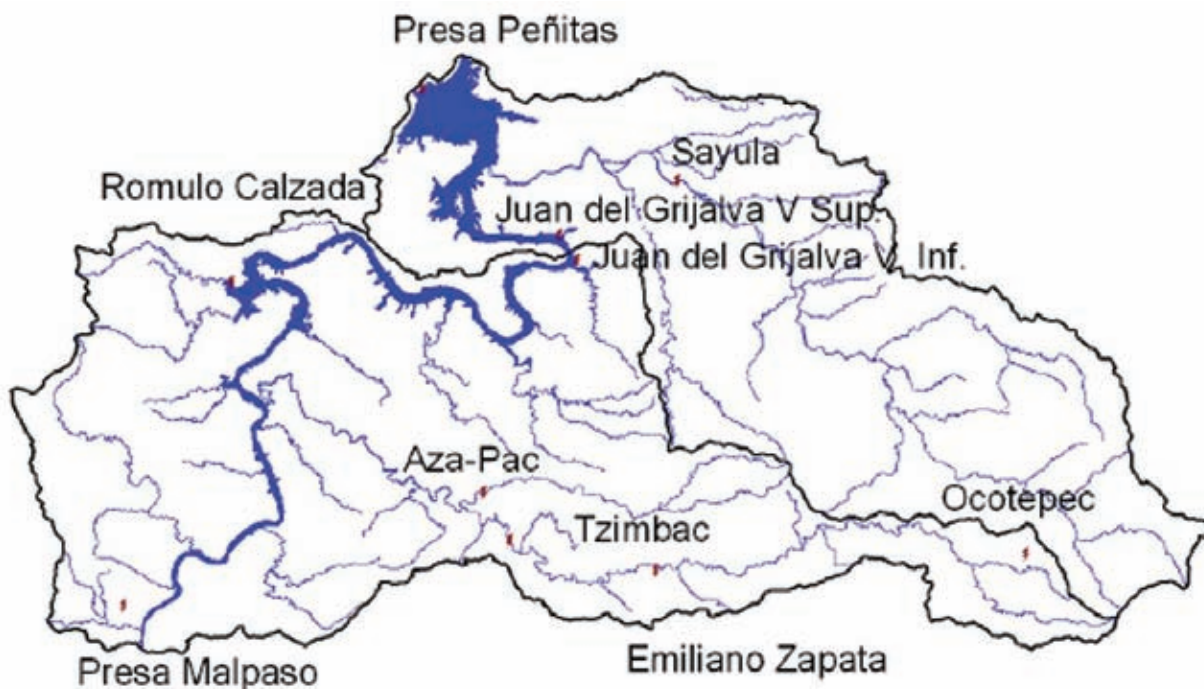 Presa Peñitas
Sayula
Romulo Calzada
Juan del Grijalva V Sup.
Juan del Grijalva V. Inf.
Aza-Pac
Ocotepec
Tzimbac
Emiliano Zapata
Presa Malpaso